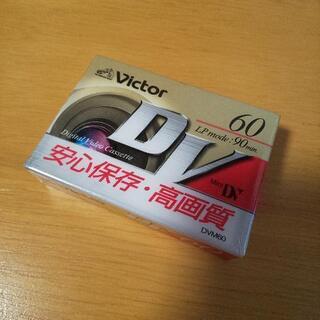 Victor
60
LP mode・90min
DV
Digital Video Cassette
Mini DV
安心保存・高画質
DVM60